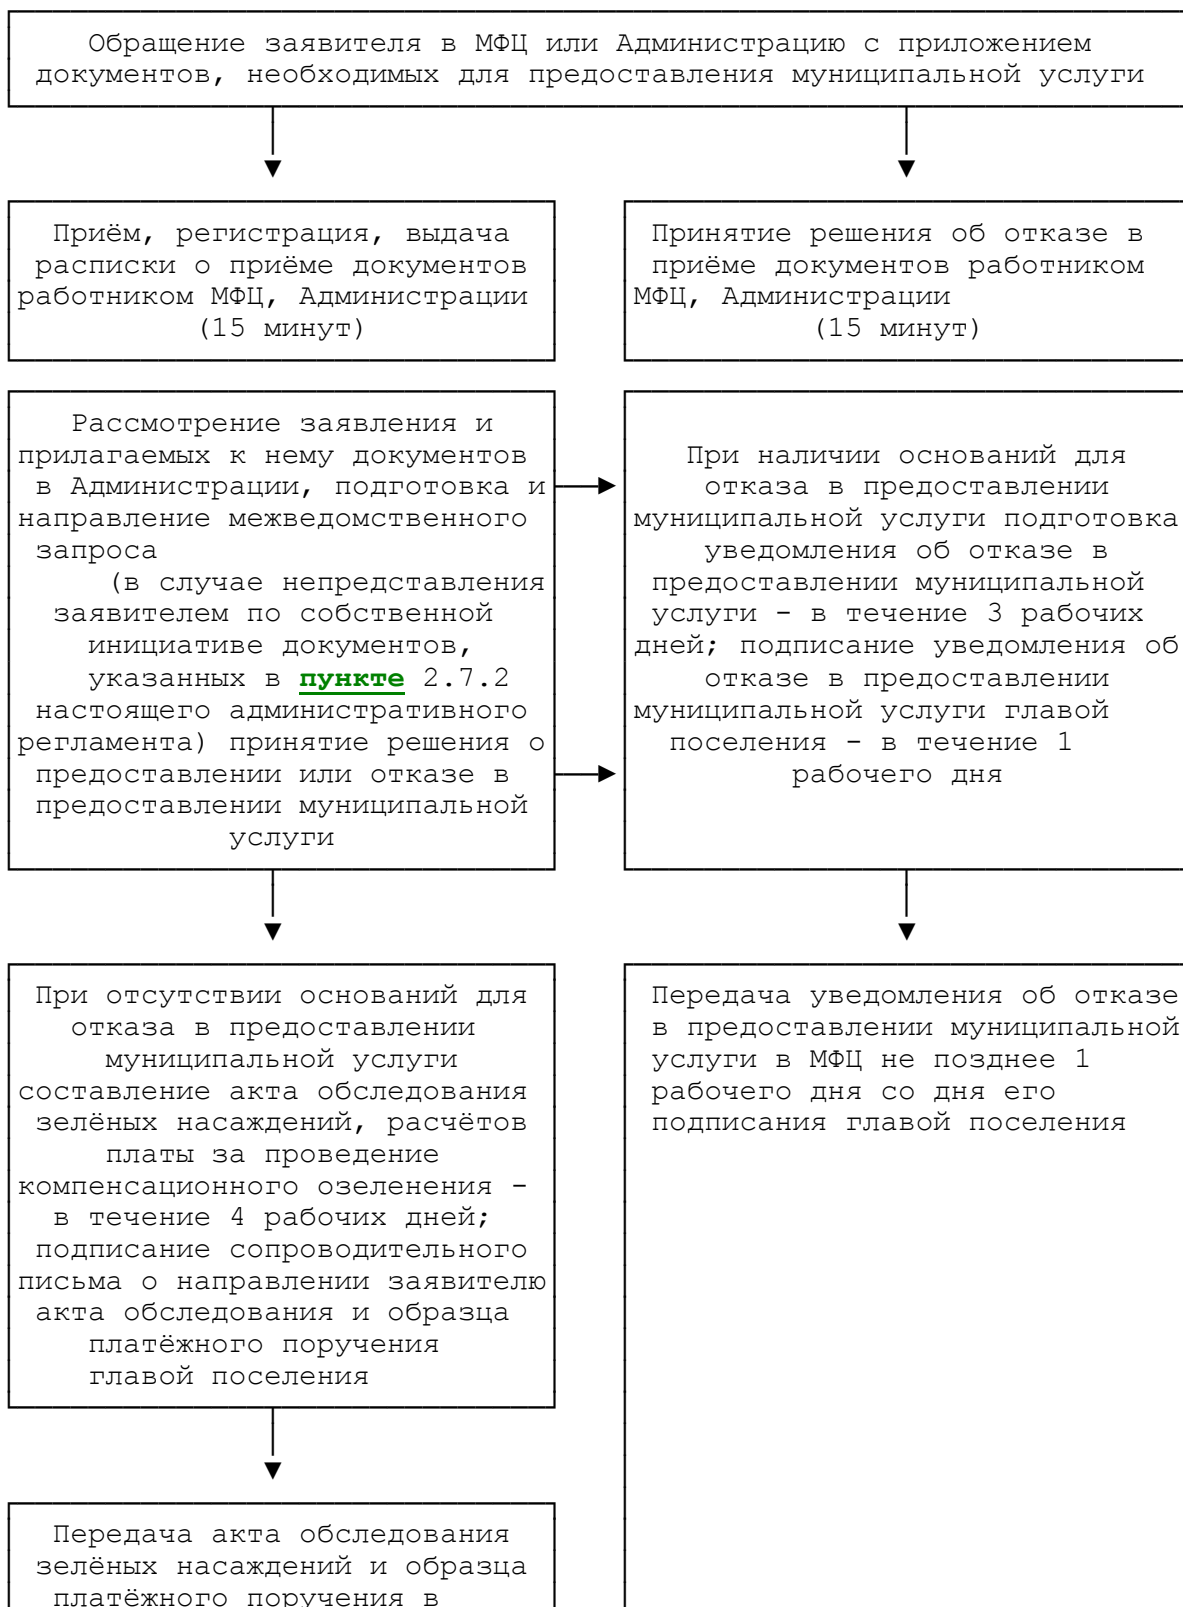 Обращение заявителя в МФЦ или Администрацию с приложением
документов, необходимых для предоставления муниципальной услуги
Приём, регистрация, выдача
расписки о приёме документов
работником МФЦ, Администрации
(15 минут)
Принятие решения об отказе в
приёме документов работником
МФЦ, Администрации
(15 минут)
Рассмотрение заявления и
прилагаемых к нему документов
в Администрации, подготовка и
направление межведомственного
запроса
(в случае непредставления
заявителем по собственной
инициативе документов,
указанных в пункте 2.7.2
настоящего административного
регламента) принятие решения о
предоставлении или отказе в
предоставлении муниципальной
услуги
При наличии оснований для
отказа в предоставлении
муниципальной услуги подготовка
уведомления об отказе в
предоставлении муниципальной
услуги - в течение 3 рабочих
дней; подписание уведомления об
отказе в предоставлении
муниципальной услуги главой
поселения - в течение 1
рабочего дня
При отсутствии оснований для
отказа в предоставлении
муниципальной услуги
составление акта обследования
зелёных насаждений, расчётов
платы за проведение
компенсационного озеленения -
в течение 4 рабочих дней;
подписание сопроводительного
письма о направлении заявителю
акта обследования и образца
платёжного поручения
главой поселения
Передача уведомления об отказе
в предоставлении муниципальной
услуги в МФЦ не позднее 1
рабочего дня со дня его
подписания главой поселения
Передача акта обследования
зелёных насаждений и образца
платёжного поручения в